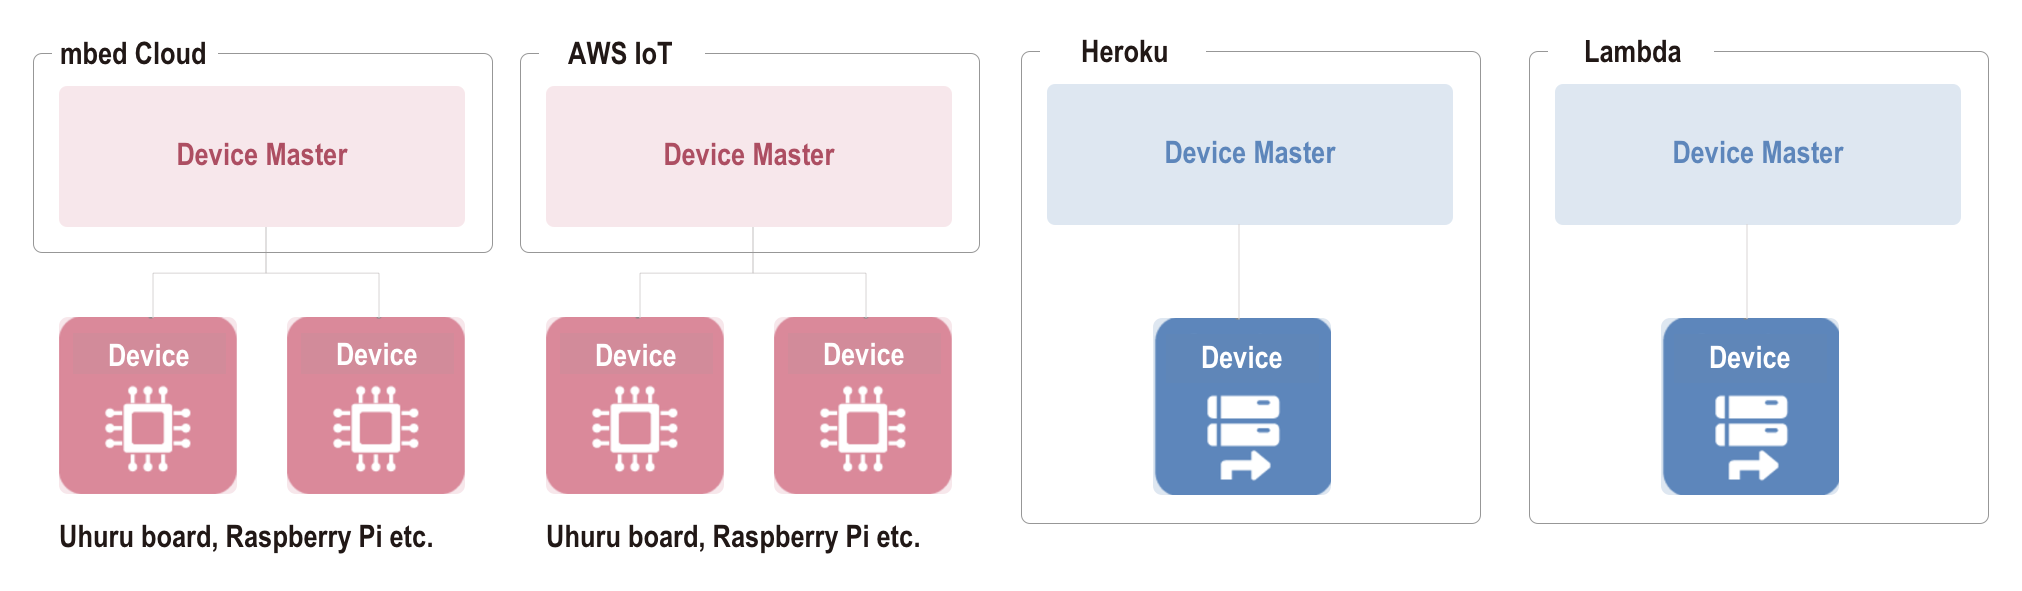 mbed Cloud
Device Master
Device
Device
Uhuru board, Raspberry Pi etc.
AWS IoT
Device Master
Device
Device
Uhuru board, Raspberry Pi etc.
Heroku
Device Master
Device
Lambda
Device Master
Device